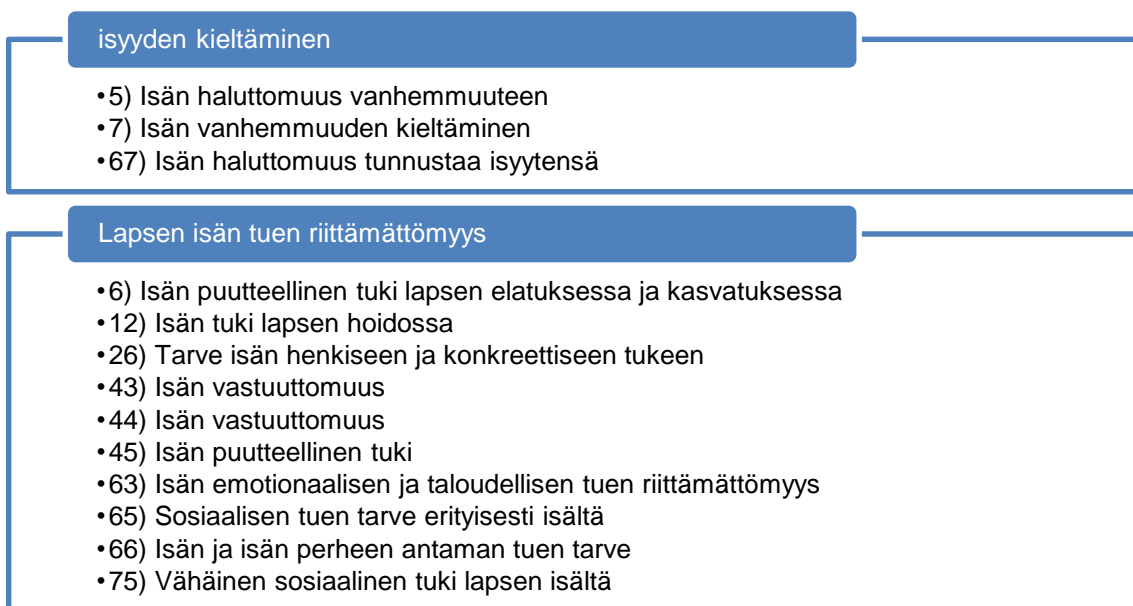 isyyden kieltäminen
•5) Isän haluttomuus vanhemmuuteen
•7) Isän vanhemmuuden kieltäminen
•67) Isän haluttomuus tunnustaa isyytensä
Lapsen isän tuen riittämättömyys
•6) Isän puutteellinen tuki lapsen elatuksessa ja kasvatuksessa
•12) Isän tuki lapsen hoidossa
•26) Tarve isän henkiseen ja konkreettiseen tukeen
•43) Isän vastuuttomuus
•44) Isän vastuuttomuus
•45) Isän puutteellinen tuki
•63) Isän emotionaalisen ja taloudellisen tuen riittämättömyys
•65) Sosiaalisen tuen tarve erityisesti isältä
•66) Isän ja isän perheen antaman tuen tarve
•75) Vähäinen sosiaalinen tuki lapsen isältä